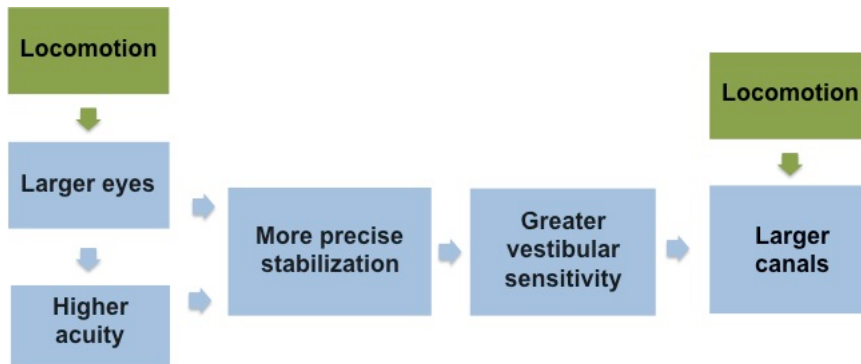 Locomotion
Larger eyes
Higher
acuity
More precise
stabilization
Greater
vestibular
sensitivity
Locomotion
Larger
canals